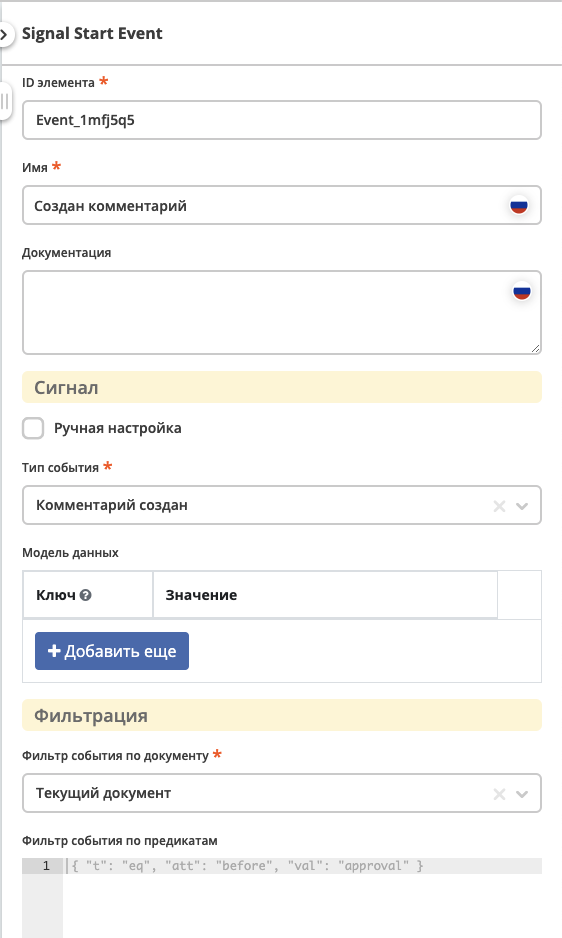 Signal Start Event
ID элемента *
Event_1mfj5q5
Имя *
Создан комментарий
Документация
Сигнал
Ручная настройка
Тип события *
Комментарий создан
Модель данных
Ключ ? Значение
+ Добавить еще
Фильтрация
Фильтр события по документу *
Текущий документ
Фильтр события по предикатам
1 { "t": "eq", "att": "before", "val": "approval" }